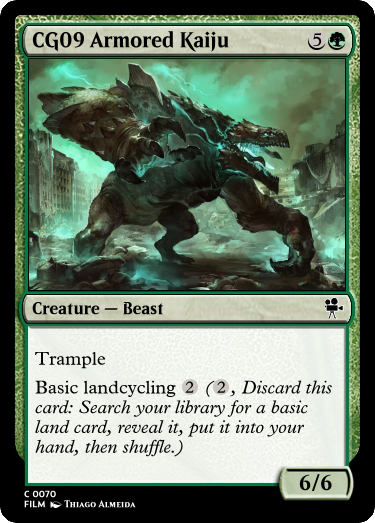 CG09 Armored Kaiju 5
Creature — Beast
Trample
Basic landcycling 2 (2, Discard this
card: Search your library for a basic
land card, reveal it, put it into your
hand, then shuffle.)
6/6
C 0070
FILM Thiago Almeida